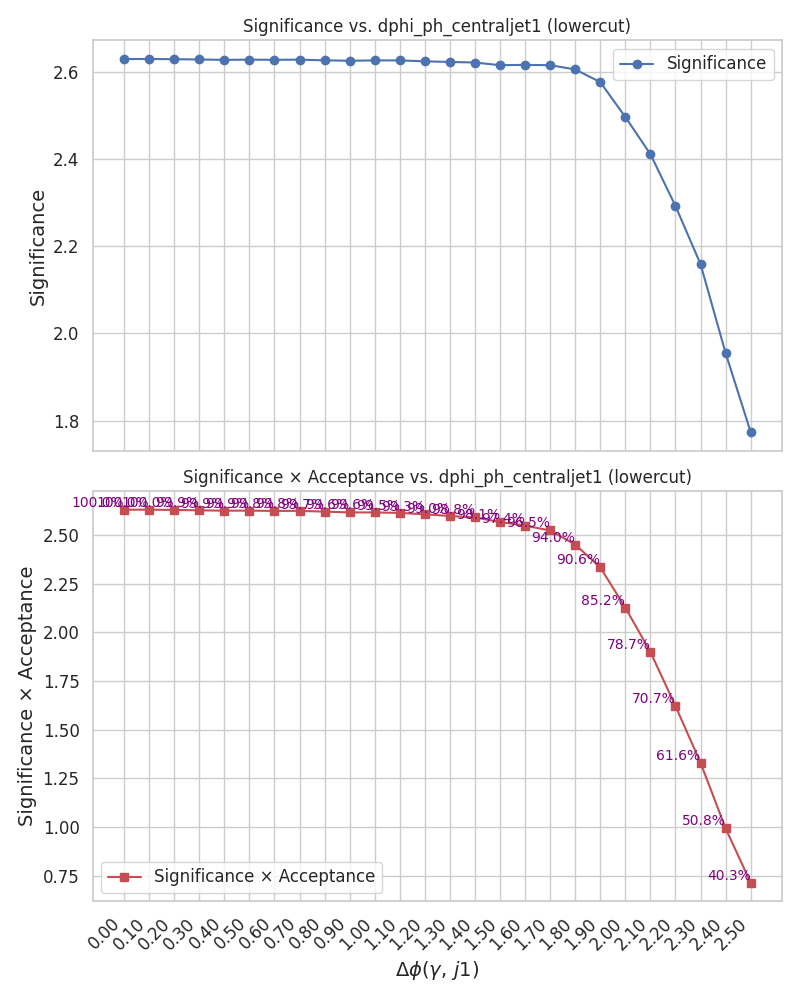 Significance vs. dphi_ph_centraljet1 (lowercut)
Significance
2.6
2.4
2.2
2.0
1.8
Significance
Significance × Acceptance vs. dphi_ph_centraljet1 (lowercut)
94.0%
90.6%
85.2%
78.7%
70.7%
61.6%
50.8%
40.3%
2.50
2.25
2.00
1.75
1.50
1.25
1.00
0.75
Significance × Acceptance
Significance × Acceptance
0.00 0.10 0.20 0.30 0.40 0.50 0.60 0.70 0.80 0.90 1.00 1.10 1.20 1.30 1.40 1.50 1.60 1.70 1.80 1.90 2.00 2.10 2.20 2.30 2.40 2.50
Δϕ(γ, j1)